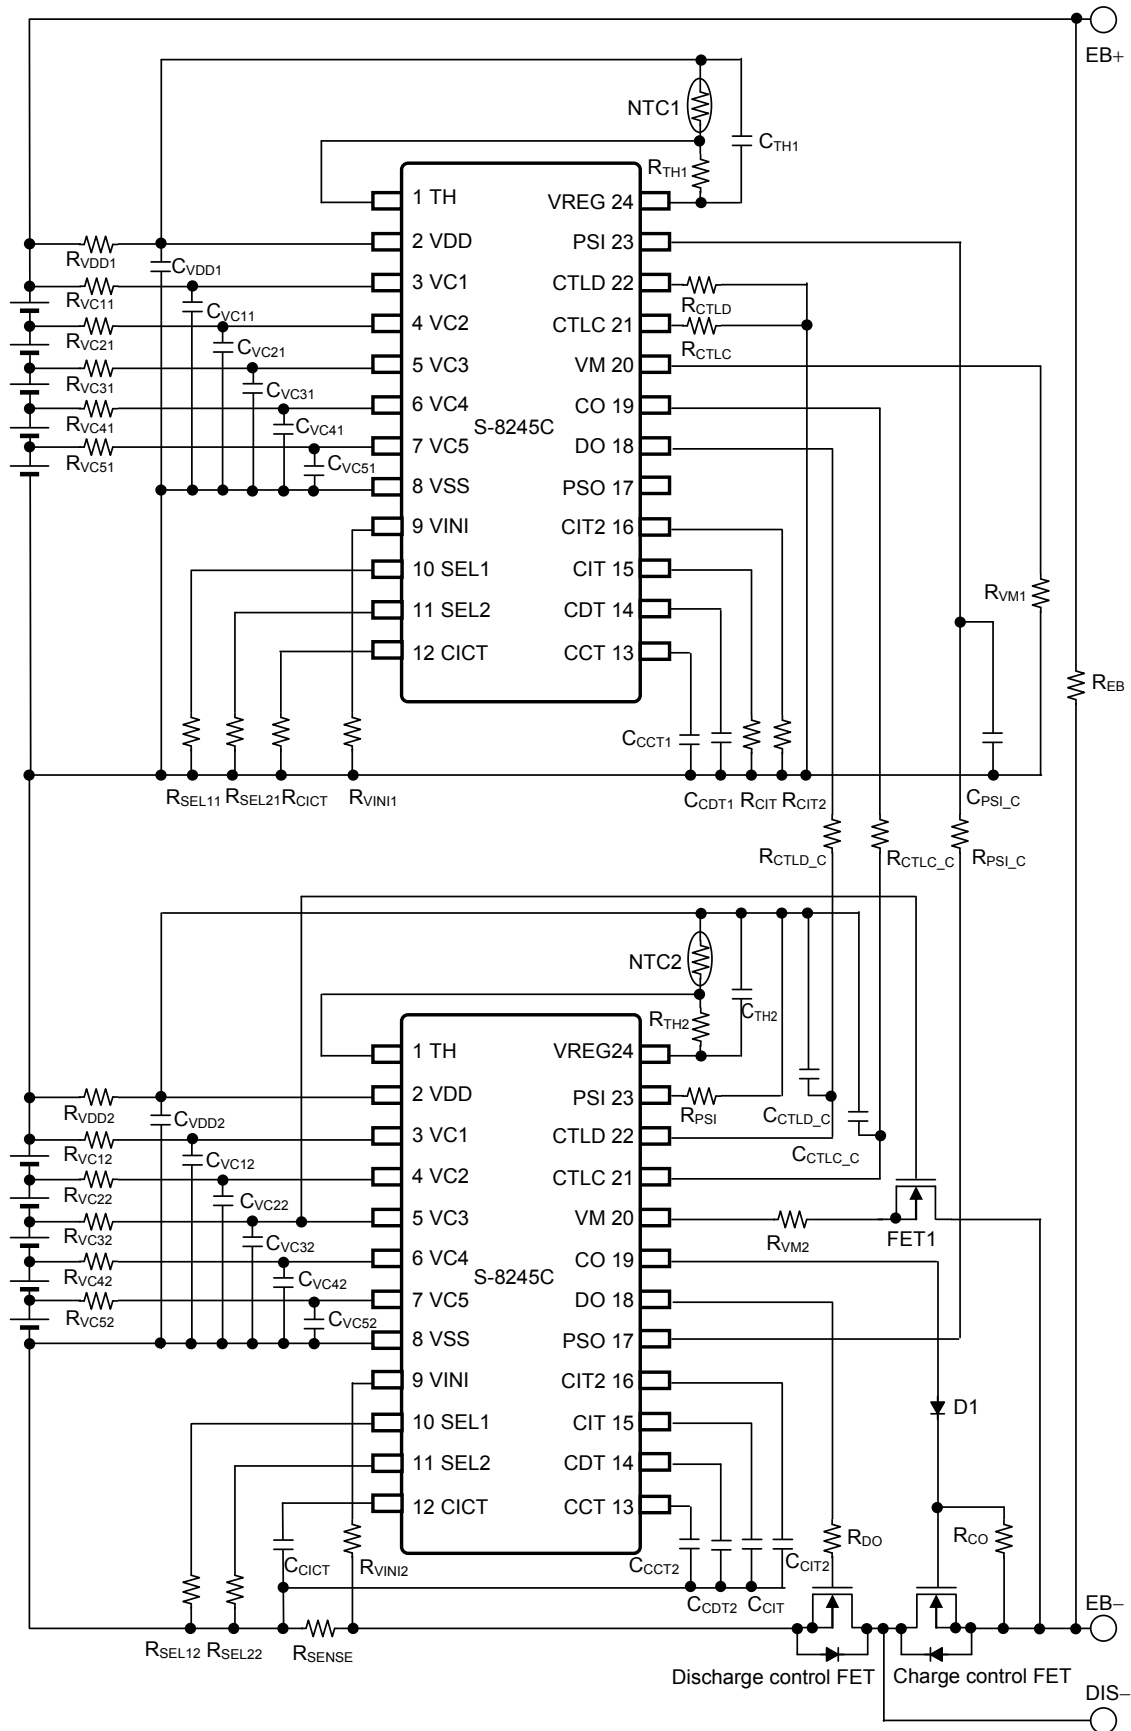 EB+
NTC1
CTH1
RTH1
1 TH
VREG 24
2 VDD
PSI 23
RVDD1
CVDD1
3 VC1
CTLD 22
RVC11
CVC11
RCTLD
4 VC2
CTLC 21
RVC21
CVC21
RCTLC
5 VC3
VM 20
RVC31
CVC31
6 VC4
CO 19
RVC41
CVC41
S-8245C
7 VC5
DO 18
RVC51
CVC51
8 VSS
PSO 17
9 VINI
CIT2 16
10 SEL1
CIT 15
RVM1
11 SEL2
CDT 14
12 CICT
CCT 13
REB
CCCT1
RSEL11
RSEL21
RCICT
RVINI1
CCDT1
RCIT
RCIT2
CPSI_C
RCTLD_C
RCTLC_C
RPSI_C
NTC2
CTH2
RTH2
1 TH
VREG24
2 VDD
PSI 23
RVDD2
CVDD2
RPSI
CCTLD_C
3 VC1
CTLD 22
RVC12
CVC12
CCTLC_C
4 VC2
CTLC 21
RVC22
CVC22
5 VC3
VM 20
RVC32
CVC32
RVM2
FET1
6 VC4
CO 19
RVC42
CVC42
S-8245C
7 VC5
DO 18
RVC52
CVC52
8 VSS
PSO 17
9 VINI
CIT2 16
D1
10 SEL1
CIT 15
11 SEL2
CDT 14
12 CICT
CCT 13
RDO
RCO
CCICT
RVINI2
CCCT2
CCIT2
CCDT2
CCIT
EB−
RSEL12
RSEL22
RSENSE
Discharge control FET
Charge control FET
DIS−